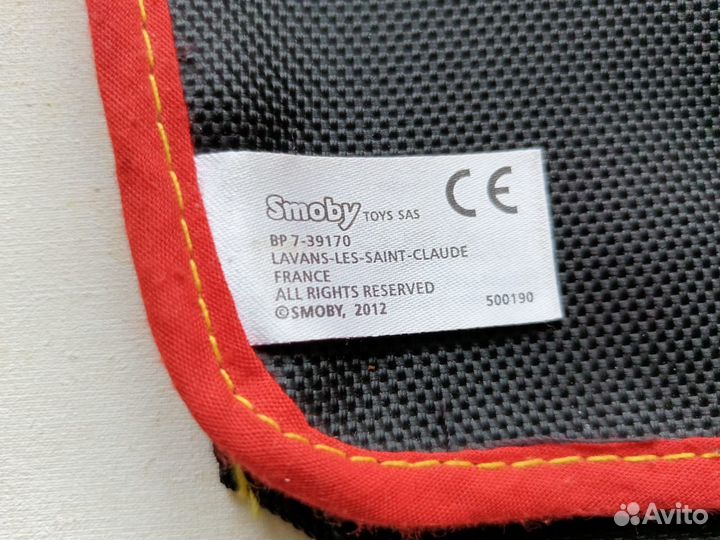 Smoby TOYS SAS CE
BP 7-39170
LAVANS-LES-SAINT-CLAUDE
FRANCE
ALL RIGHTS RESERVED
©SMOBY, 2012 500190
Avito